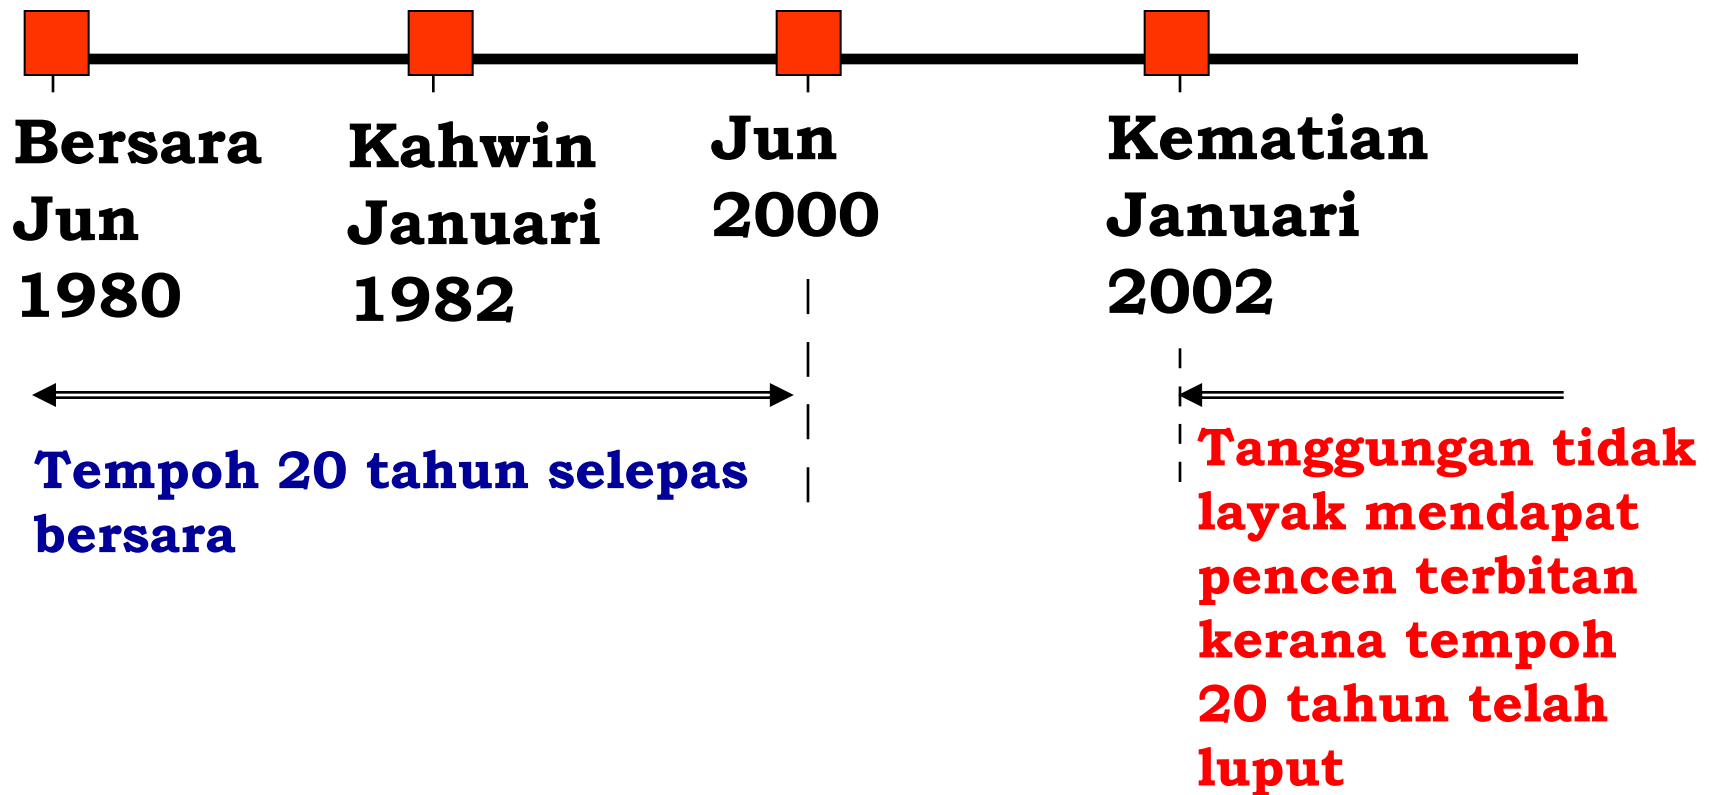 Bersara
Jun
1980
Kahwin
Januari
1982
Jun
2000
Kematian
Januari
2002
Tempoh 20 tahun selepas
bersara
Tanggungan tidak
layak mendapat
pencen terbitan
kerana tempoh
20 tahun telah
luput